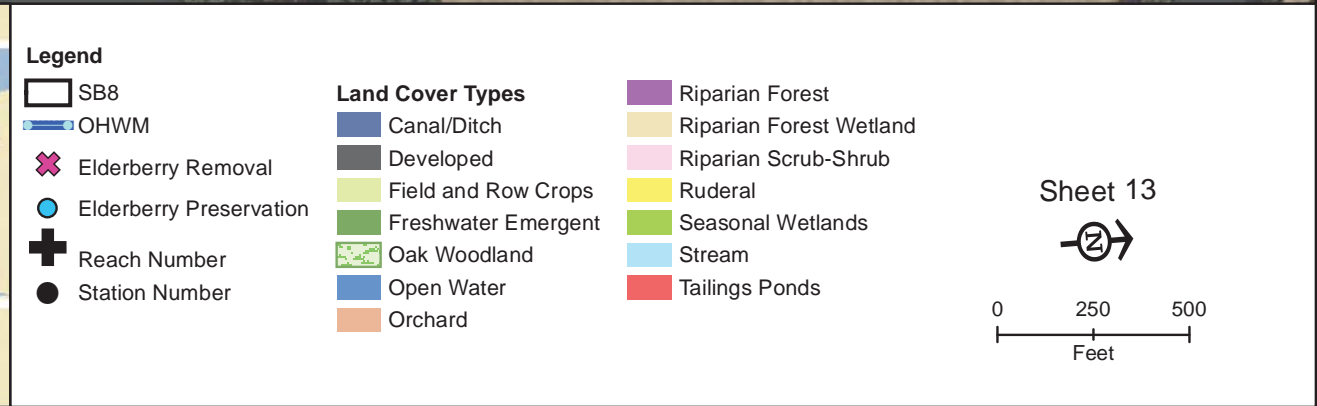 Legend
SB8
OHWM
Elderberry Removal
Elderberry Preservation
Reach Number
Station Number
Land Cover Types
Canal/Ditch
Developed
Field and Row Crops
Freshwater Emergent
Oak Woodland
Open Water
Orchard
Riparian Forest
Riparian Forest Wetland
Riparian Scrub-Shrub
Ruderal
Seasonal Wetlands
Stream
Tailings Ponds
Sheet 13
N
0 250 500
Feet